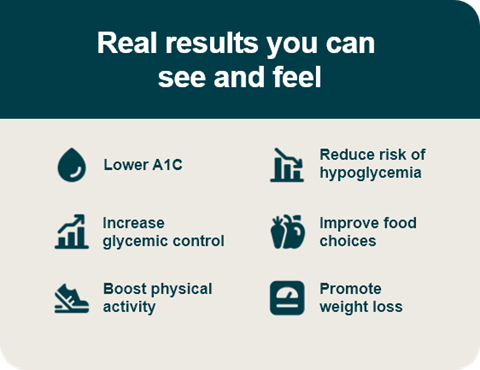 Real results you can
see and feel
Lower A1C
Reduce risk of
hypoglycemia
Increase
glycemic control
Improve food
choices
Boost physical
activity
Promote
weight loss